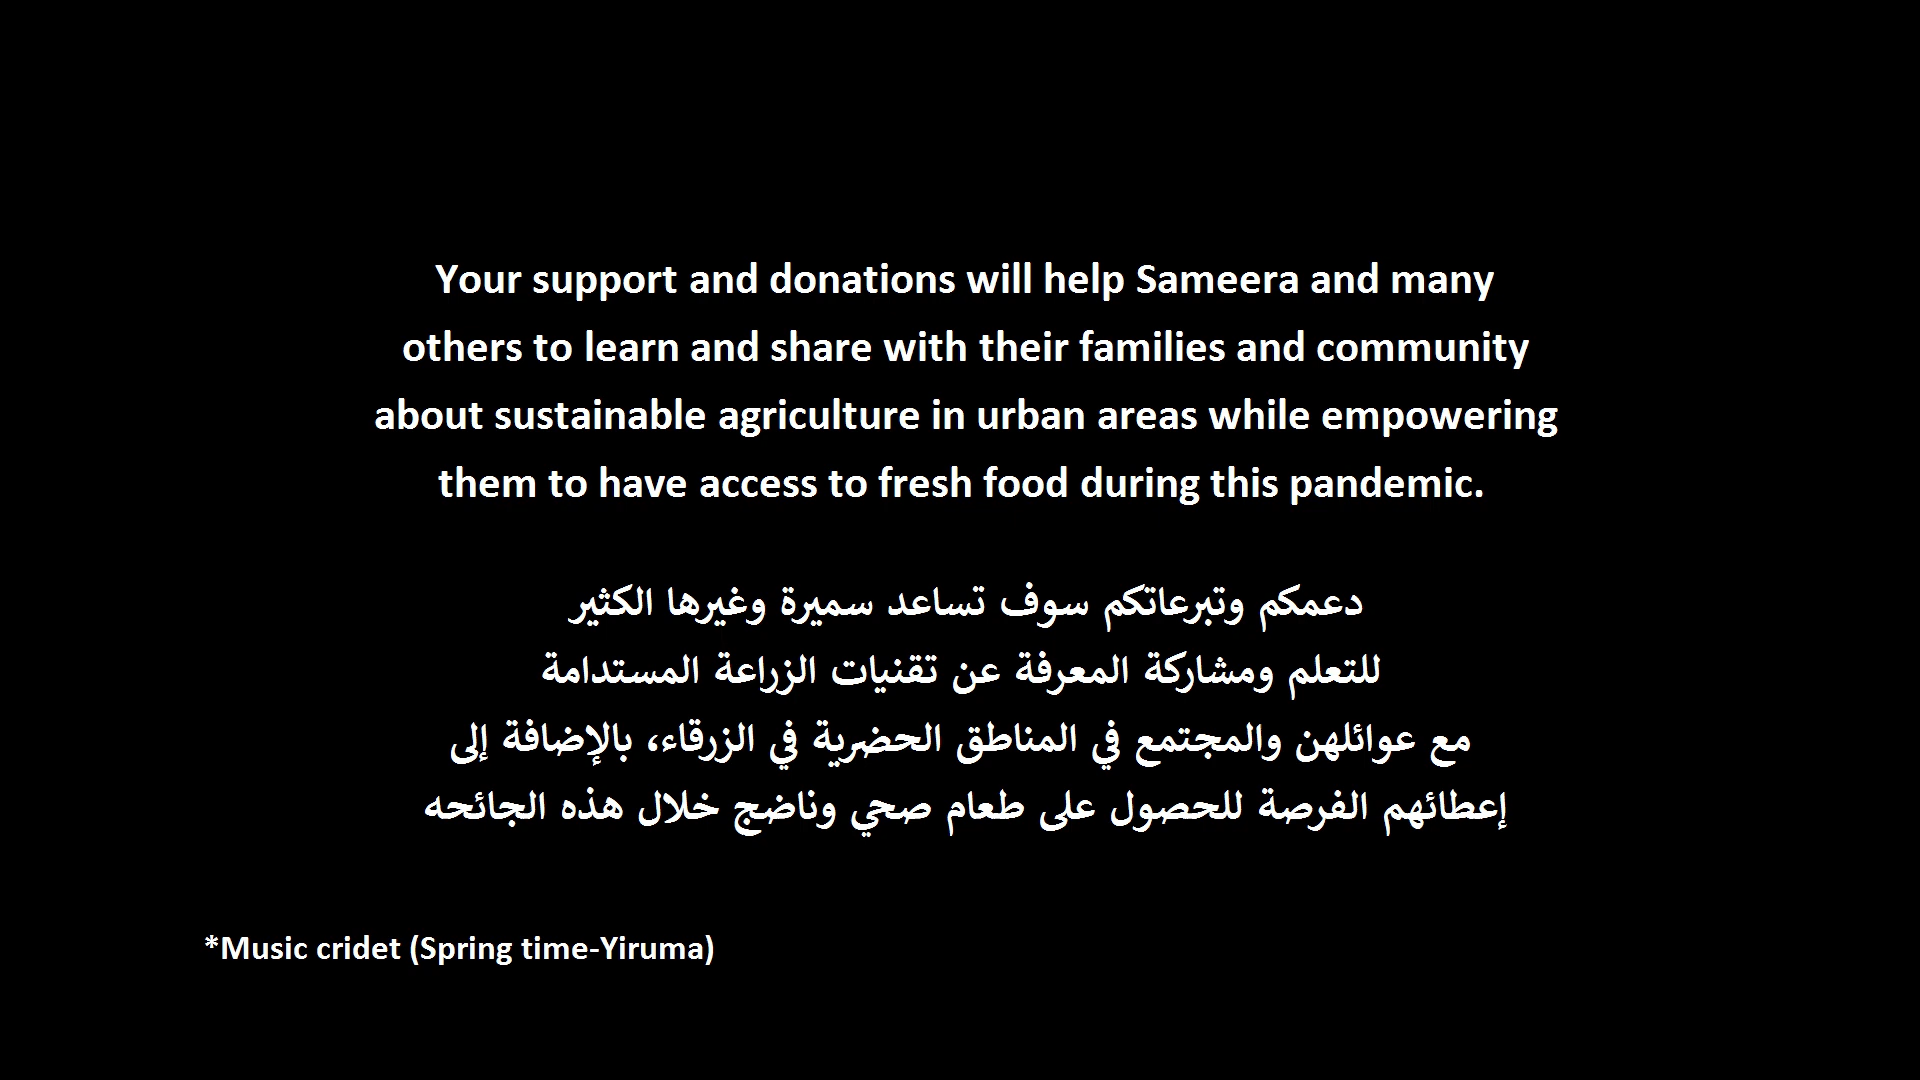 Your support and donations will help Sameera and many
others to learn and share with their families and community
about sustainable agriculture in urban areas while empowering
them to have access to fresh food during this pandemic.
دعمكم وتبرعاتكم سوف تساعد سميرة وغيرها الكثير
للتعلم ومشاركة المعرفة عن تقنيات الزراعة المستدامة
مع عوائلهن والمجتمع في المناطق الحضرية في الزرقاء، بالإضافة إلى
إعطائهم الفرصة للحصول على طعام صحي وناضج خلال هذه الجائحه
*Music cridet (Spring time-Yiruma)